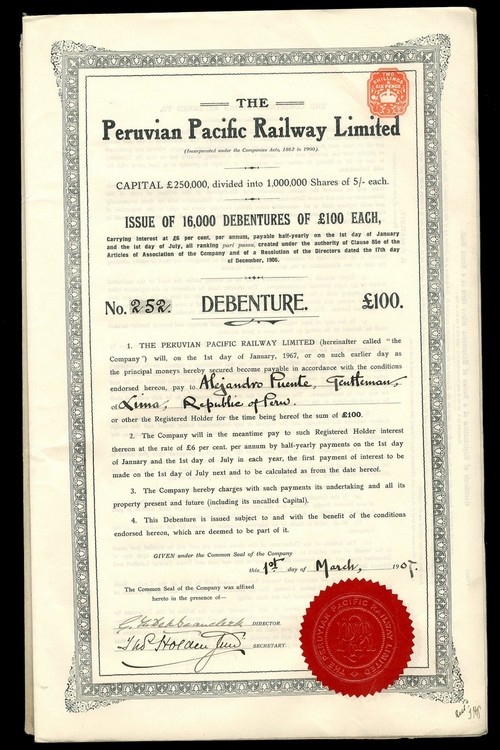 TWO
SHILLINGS
&
SIX PENCE
THE
Peruvian Pacific Railway Limited
(Incorporated under the Companies Acts, 1862 to 1900).
CAPITAL £250,000, divided into 1,000,000 Shares of 5/- each.
ISSUE OF 16,000 DEBENTURES OF £100 EACH,
Carrying Interest at £6 per cent. per annum, payable half-yearly on the 1st day of January
and the 1st day of July, all ranking pari passu, created under the authority of Clause 85e of the
Articles of Association of the Company and of a Resolution of the Directors dated the 17th day
of December, 1906.
No. 252. DEBENTURE. £100.
1. THE PERUVIAN PACIFIC RAILWAY LIMITED (hereinafter called "the
Company") will, on the 1st day of January, 1967, or on such earlier day as
the principal moneys hereby secured become payable in accordance with the conditions
endorsed hereon, pay to Alejandro Puente, Gentleman,
of Lima, Republic of Peru.
or other the Registered Holder for the time being hereof the sum of £100.
2. The Company will in the meantime pay to such Registered Holder interest
thereon at the rate of £6 per cent. per annum by half-yearly payments on the 1st day
of January and the 1st day of July in each year, the first payment of interest to be
made on the 1st day of July next and to be calculated as from the date hereof.
3. The Company hereby charges with such payments its undertaking and all its
property present and future (including its uncalled Capital).
4. This Debenture is issued subject to and with the benefit of the conditions
endorsed hereon, which are deemed to be part of it.
GIVEN under the Common Seal of the Company
this 1st day of March, 1907.
The Common Seal of the Company was affixed
hereto in the presence of—
DIRECTOR.
Thos Holden SECRETARY.
THE PERUVIAN PACIFIC RAILWAY LIMITED